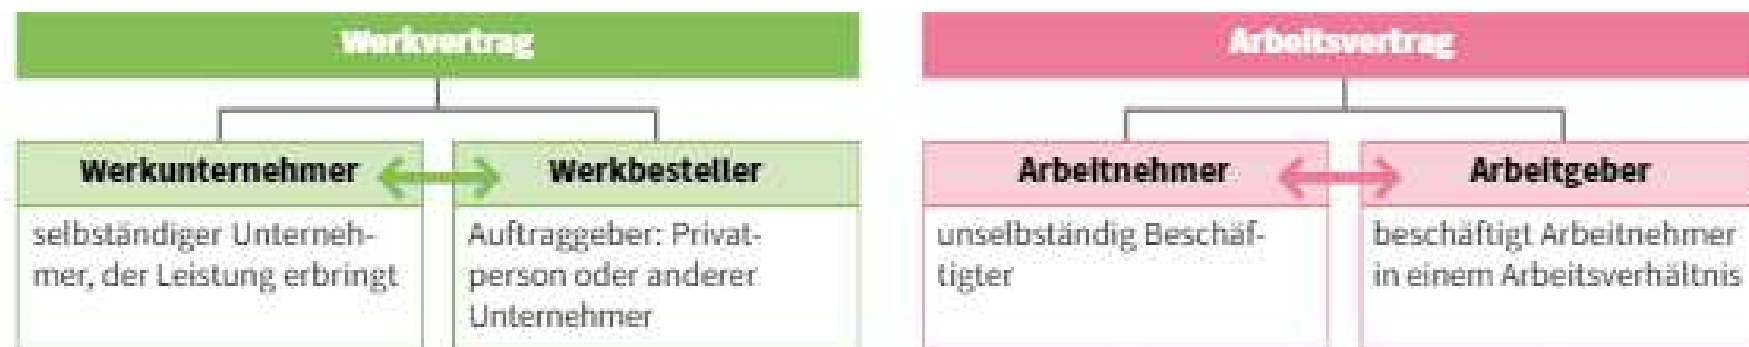 Werkvertrag
Werkunternehmer
Werkbesteller
selbständiger Unterneh-
mer, der Leistung erbringt
Auftraggeber: Privat-
person oder anderer
Unternehmer
Arbeitsvertrag
Arbeitnehmer
Arbeitgeber
unselbständig Beschäf-
tigter
beschäftigt Arbeitnehmer
in einem Arbeitsverhältnis